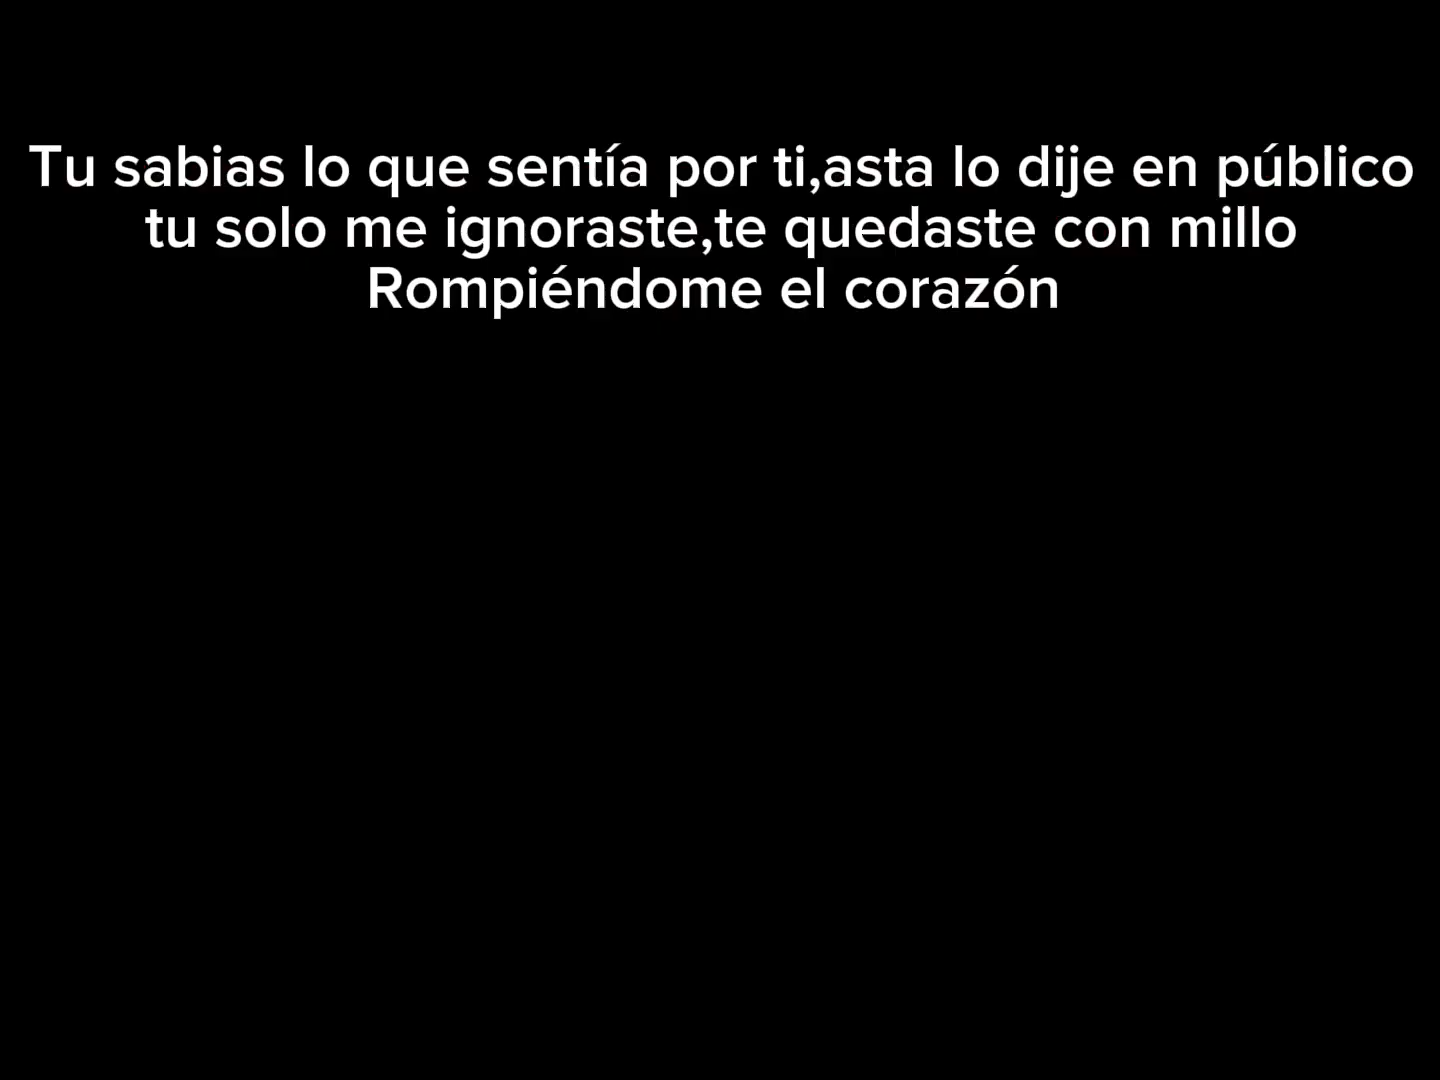 Tu sabias lo que sentía por ti,asta lo dije en público
tu solo me ignoraste,te quedaste con millo
Rompiéndome el corazón